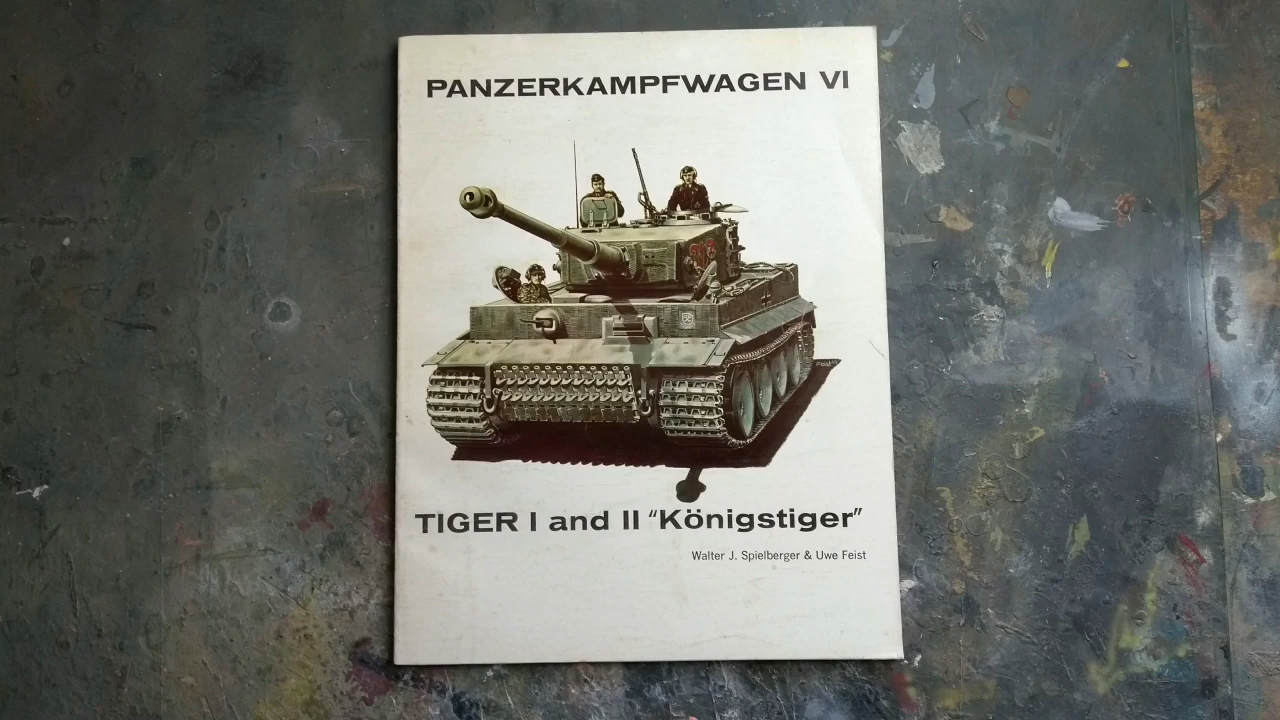 PANZERKAMPFWAGEN VI
TIGER I and II “Königstiger”
Walter J. Spielberger & Uwe Feist